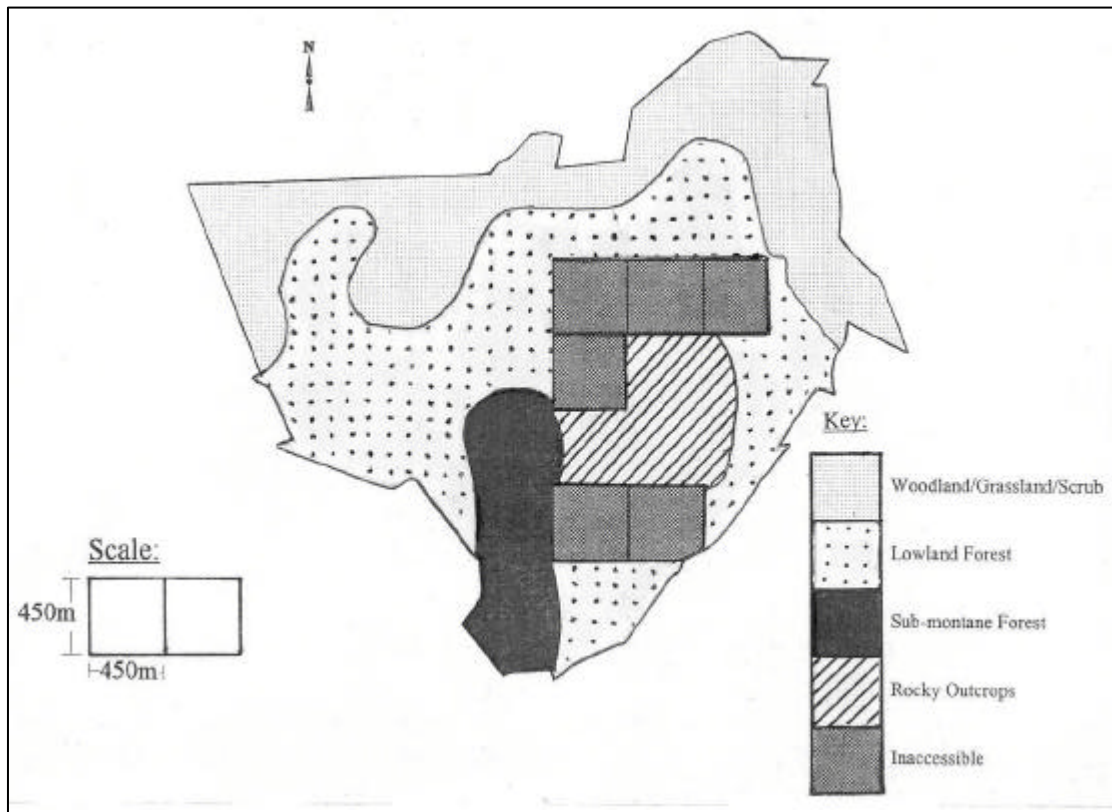 N
Key:
Woodland/Grassland/Scrub
Lowland Forest
Sub-montane Forest
Rocky Outcrops
Inaccessible
Scale:
450m
450m